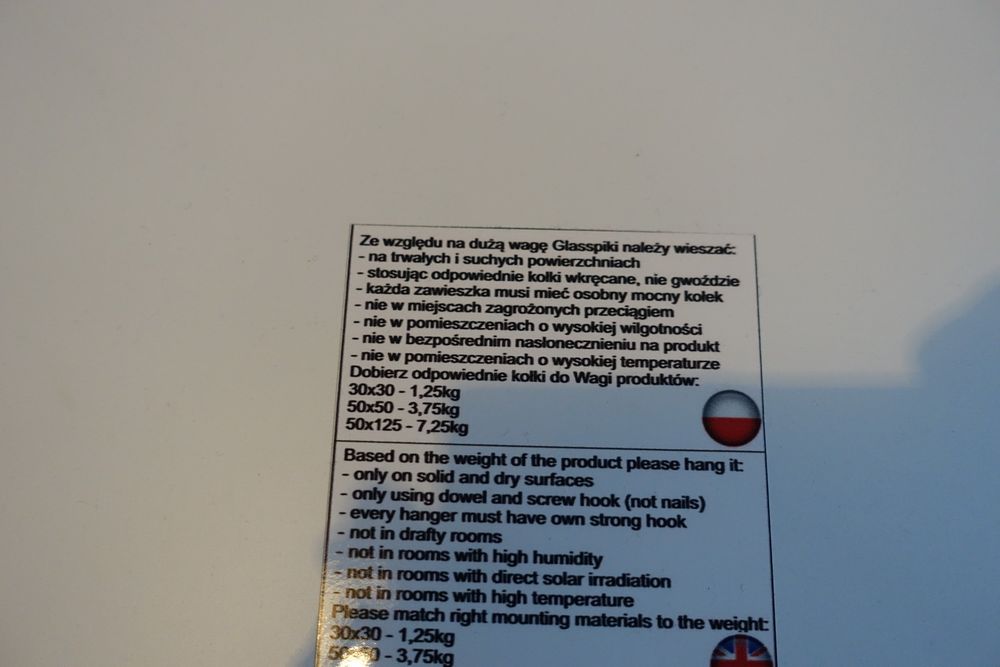 Ze względu na dużą wagę Glasspiki należy wieszać:
- na trwałych i suchych powierzchniach
- stosując odpowiednie kołki wkręcane, nie gwoździe
- każda zawieszka musi mieć osobny mocny kołek
- nie w miejscach zagrożonych przeciągiem
- nie w pomieszczeniach o wysokiej wilgotności
- nie w bezpośrednim nasłonecznieniu na produkt
- nie w pomieszczeniach o wysokiej temperaturze
Dobierz odpowiednie kołki do Wagi produktów:
30x30 - 1,25kg
50x50 - 3,75kg
50x125 - 7,25kg
Based on the weight of the product please hang it:
- only on solid and dry surfaces
- only using dowel and screw hook (not nails)
- every hanger must have own strong hook
- not in drafty rooms
- not in rooms with high humidity
- not in rooms with direct solar irradiation
- not in rooms with high temperature
Please match right mounting materials to the weight:
30x30 - 1,25kg
50x50 - 3,75kg